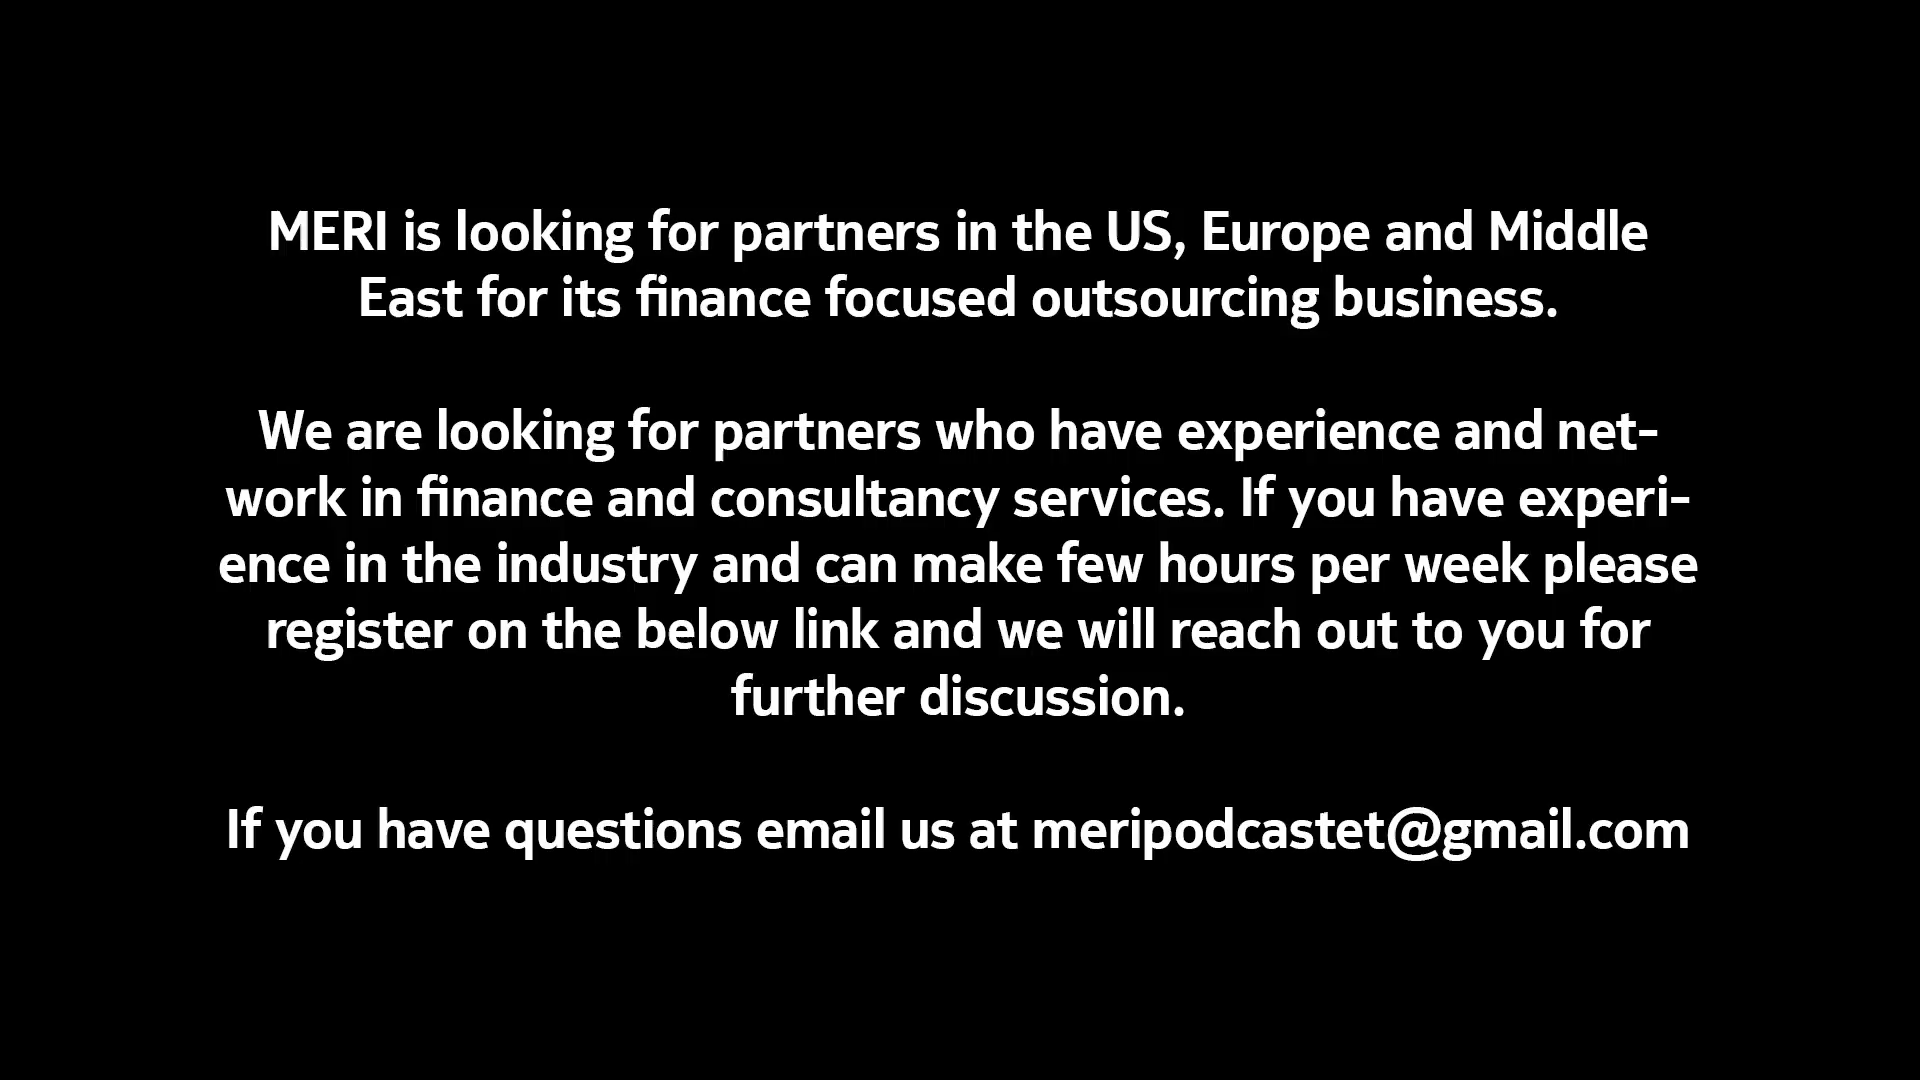 MERI is looking for partners in the US, Europe and Middle
East for its finance focused outsourcing business.
We are looking for partners who have experience and net-
work in finance and consultancy services. If you have experi-
ence in the industry and can make few hours per week please
register on the below link and we will reach out to you for
further discussion.
If you have questions email us at meripodcastet@gmail.com